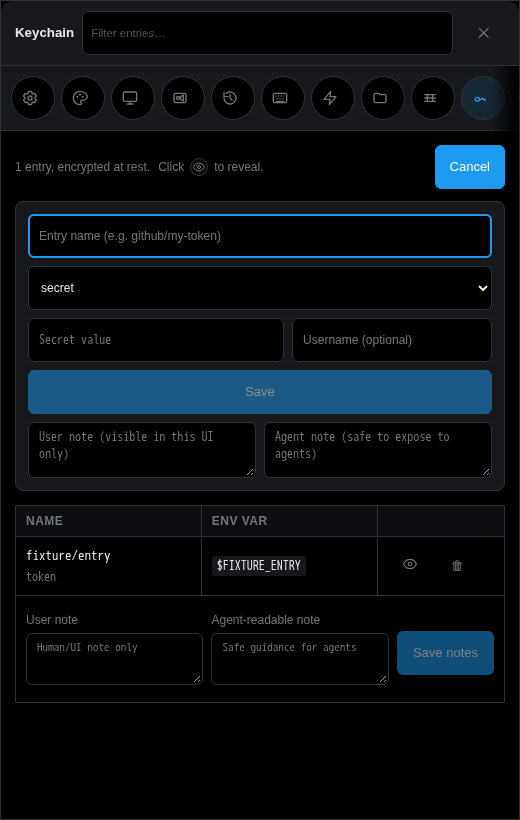 Keychain
Filter entries…
1 entry, encrypted at rest. Click to reveal.
Cancel
Entry name (e.g. github/my-token)
secret
Secret value
Username (optional)
Save
User note (visible in this UI
only)
Agent note (safe to expose to
agents)
NAME
ENV VAR
fixture/entry
token
$FIXTURE_ENTRY
User note
Agent-readable note
Human/UI note only
Safe guidance for agents
Save notes